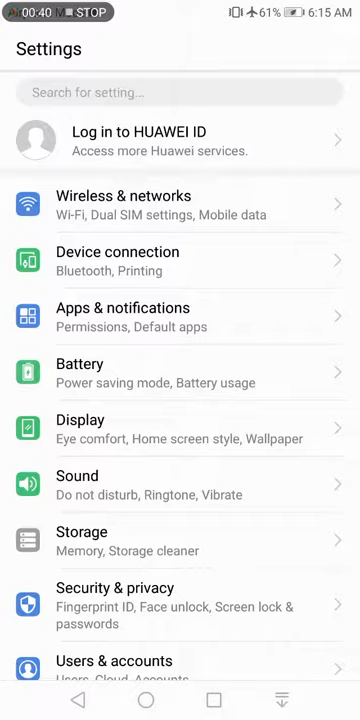 00:40 STOP 61% 6:15 AM
Settings
Search for setting...
Log in to HUAWEI ID
Access more Huawei services.
Wireless & networks
Wi-Fi, Dual SIM settings, Mobile data
Device connection
Bluetooth, Printing
Apps & notifications
Permissions, Default apps
Battery
Power saving mode, Battery usage
Display
Eye comfort, Home screen style, Wallpaper
Sound
Do not disturb, Ringtone, Vibrate
Storage
Memory, Storage cleaner
Security & privacy
Fingerprint ID, Face unlock, Screen lock &
passwords
Users & accounts
Users, Cloud, Accounts